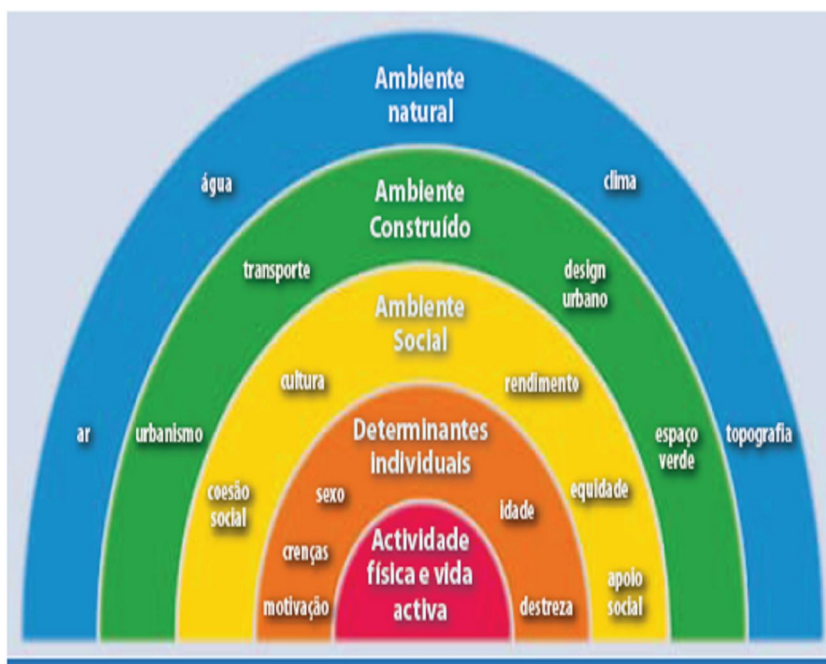 Ambiente
natural
água
clima
ar
topografia
Ambiente
Construído
transporte
design
urbano
urbanismo
espaço
verde
Ambiente
Social
cultura
rendimento
coesão
social
equidade
apoio
social
Determinantes
individuais
sexo
idade
crenças
motivação
destreza
Actividade
física e vida
activa